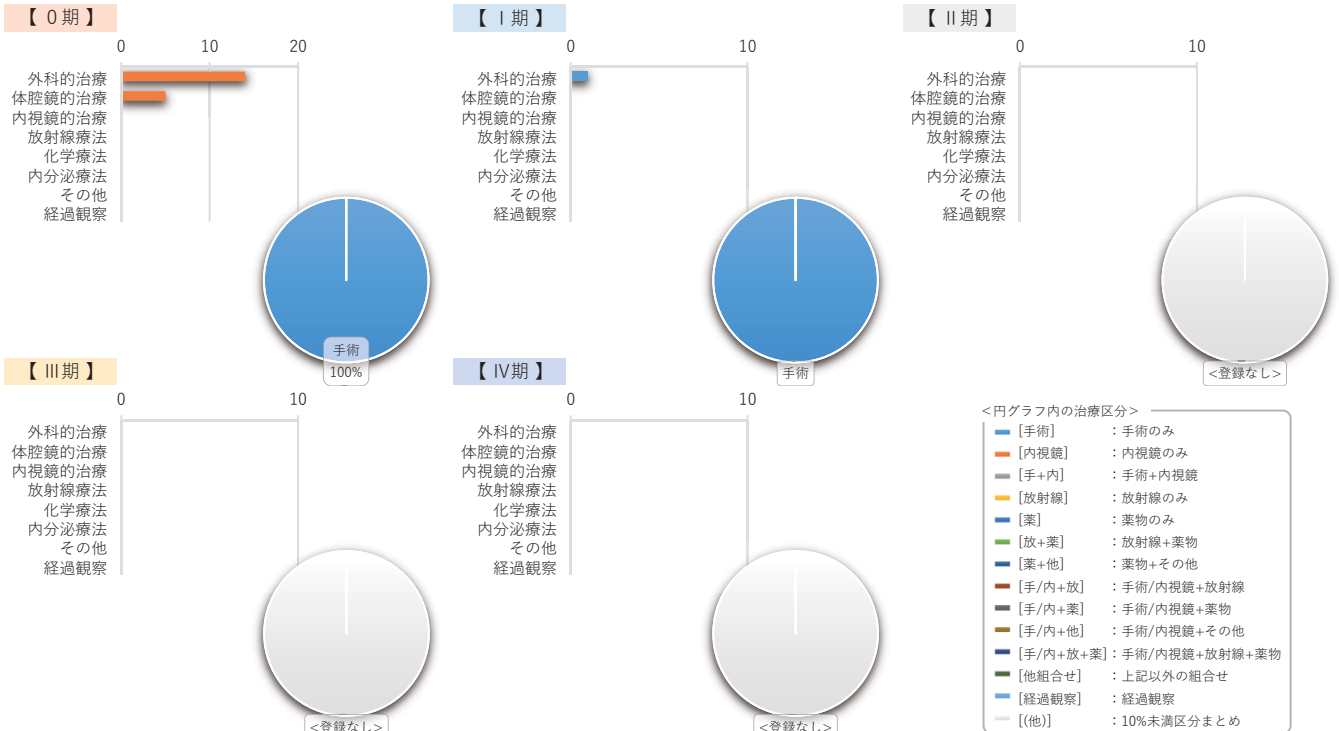 【 0期 】
0 10 20
外科的治療
体腔鏡的治療
内視鏡的治療
放射線療法
化学療法
内分泌療法
その他
経過観察
手術
100%
【 I期 】
0 10
外科的治療
体腔鏡的治療
内視鏡的治療
放射線療法
化学療法
内分泌療法
その他
経過観察
手術
【 II期 】
0 10
外科的治療
体腔鏡的治療
内視鏡的治療
放射線療法
化学療法
内分泌療法
その他
経過観察
<登録なし>
【 III期 】
0 10
外科的治療
体腔鏡的治療
内視鏡的治療
放射線療法
化学療法
内分泌療法
その他
経過観察
<登録なし>
【 IV期 】
0 10
外科的治療
体腔鏡的治療
内視鏡的治療
放射線療法
化学療法
内分泌療法
その他
経過観察
<登録なし>
<円グラフ内の治療区分>
[手術] : 手術のみ
[内視鏡] : 内視鏡のみ
[手+内] : 手術+内視鏡
[放射線] : 放射線のみ
[薬] : 薬物のみ
[放+薬] : 放射線+薬物
[薬+他] : 薬物+その他
[手/内+放] : 手術/内視鏡+放射線
[手/内+薬] : 手術/内視鏡+薬物
[手/内+他] : 手術/内視鏡+その他
[手/内+放+薬] : 手術/内視鏡+放射線+薬物
[他組合せ] : 上記以外の組合せ
[経過観察] : 経過観察
[(他)] : 10%未満区分まとめ